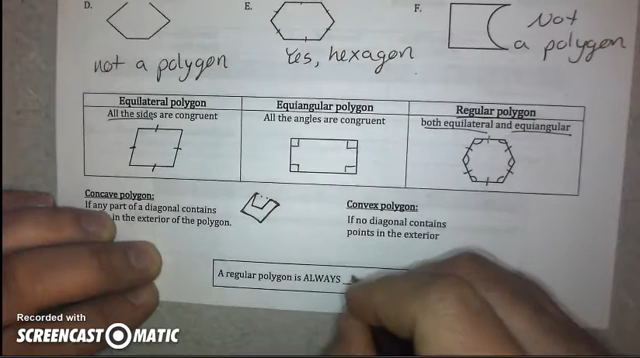 D.
E.
F.
not a polygon
Yes, hexagon
Not
a polygon
Equilateral polygon
All the sides are congruent
Equiangular polygon
All the angles are congruent
Regular polygon
both equilateral and equiangular
Concave polygon:
If any part of a diagonal contains
in the exterior of the polygon.
Convex polygon:
If no diagonal contains
points in the exterior
A regular polygon is ALWAYS
Recorded with
SCREENCAST O MATIC